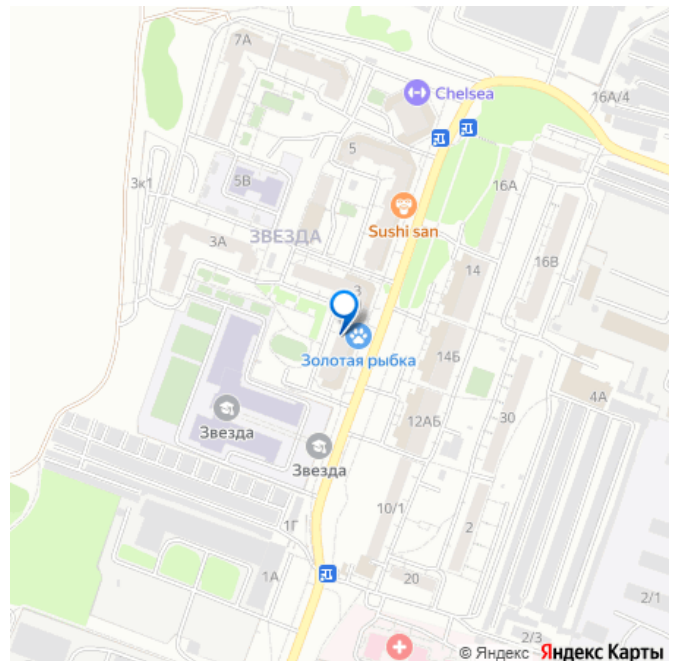 7А
Chelsea
16А/4
5
3к1
5В
16А
Sushi san
ЗВЕЗДА
3А
14
16В
3
Золотая рыбка
14Б
4А
Звезда
12АБ
30
Звезда
10/1
1Г
2
1А
20
2/1
2/3
© Яндекс Яндекс Карты